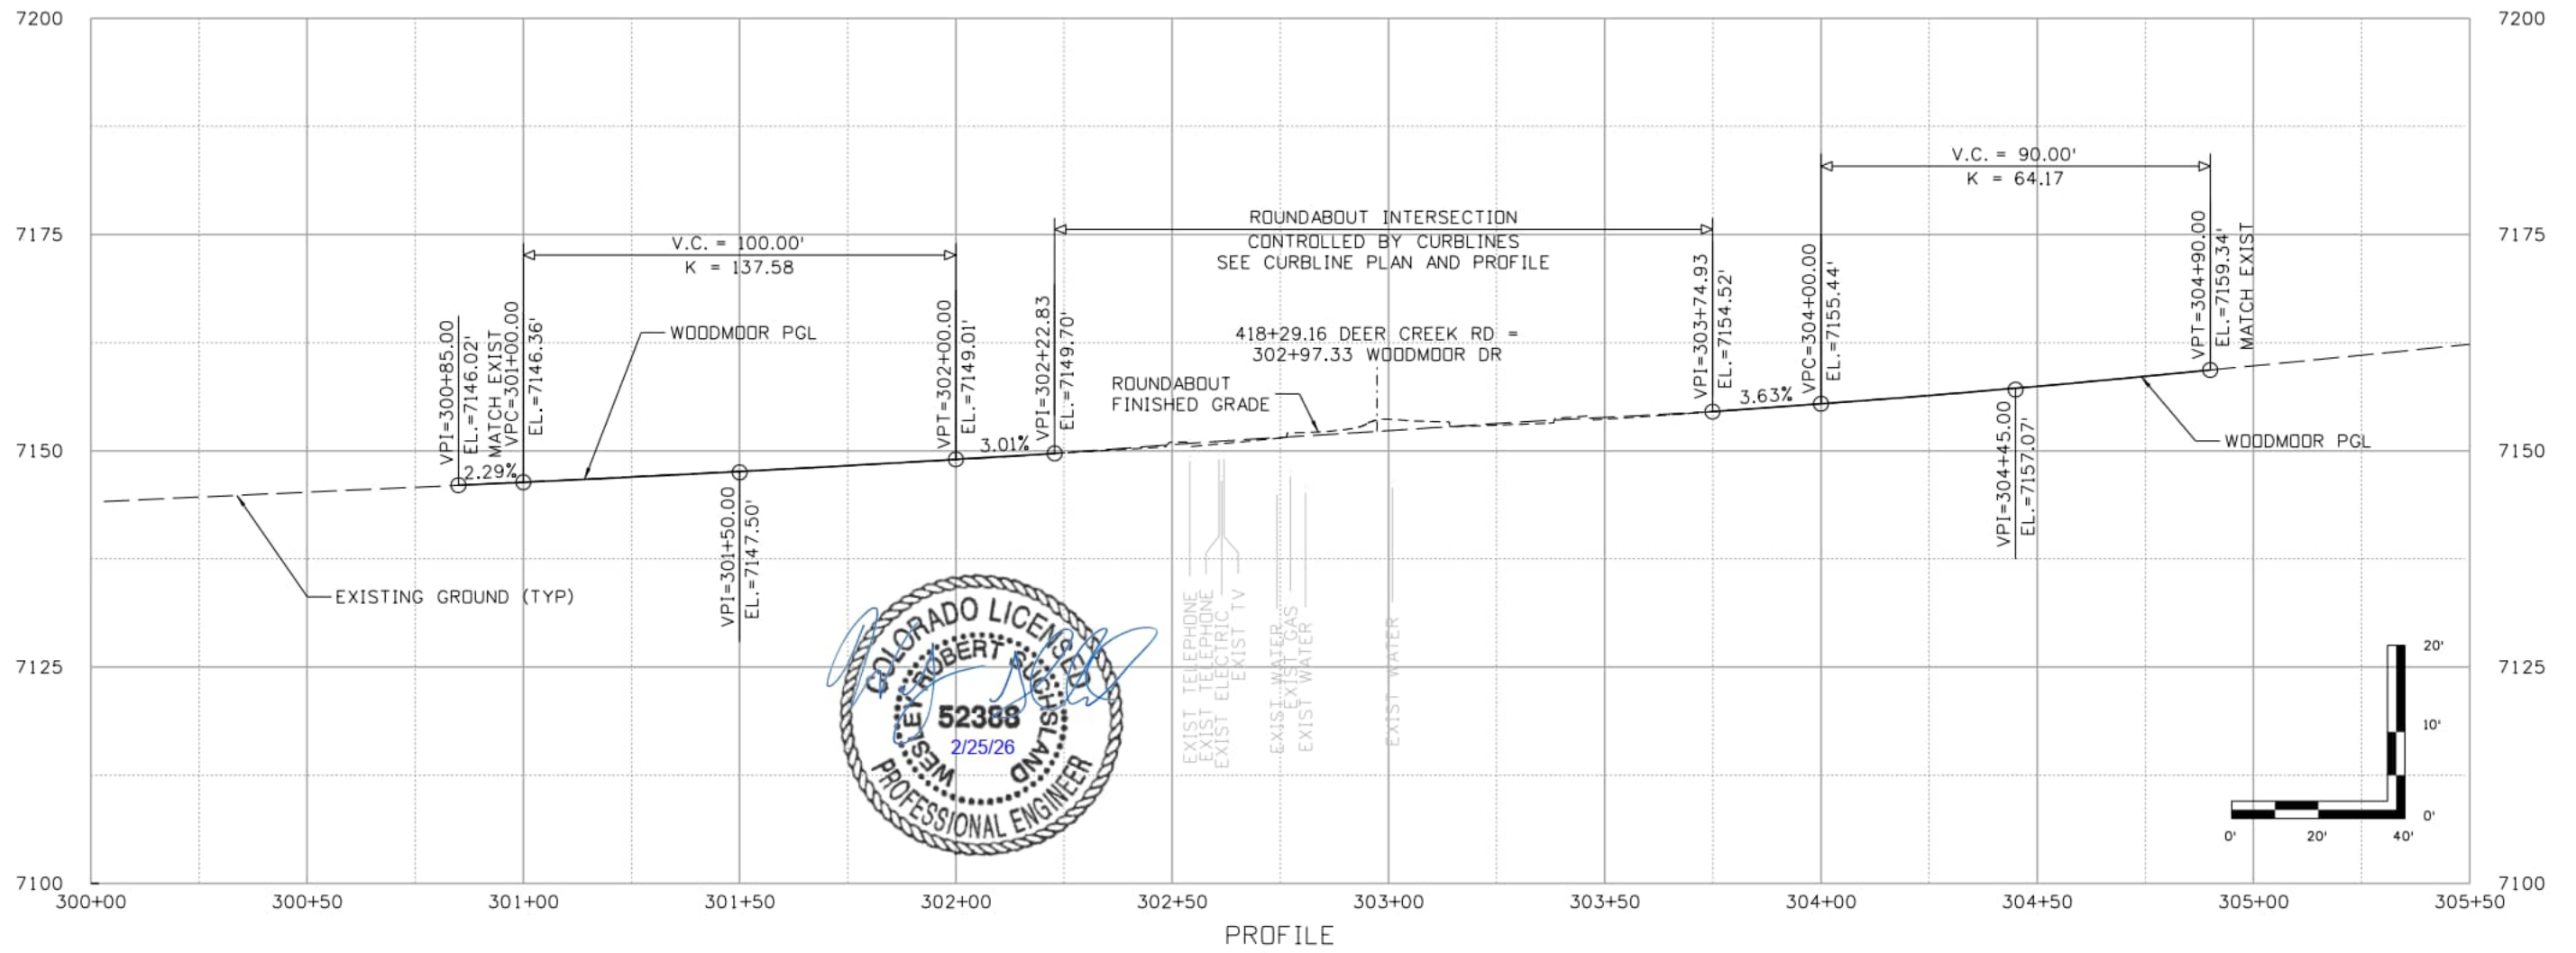 7200
7200
V.C. = 90.00'
K = 64.17
ROUNDABOUT INTERSECTION
CONTROLLED BY CURBLINES
SEE CURBLINE PLAN AND PROFILE
7175
7175
V.C. = 100.00'
K = 137.58
VPI=300+85.00
EL.=7146.02'
MATCH EXIST
VPC=301+00.00
EL.=7146.36'
WOODMOOR PGL
VPT=302+00.00
EL.=7149.01'
VPI=302+22.83
EL.=7149.70'
418+29.16 DEER CREEK RD =
302+97.33 WOODMOOR DR
ROUNDABOUT
FINISHED GRADE
VPI=303+74.93
EL.=7154.52'
VPC=304+00.00
EL.=7155.44'
VPT=304+90.00
EL.=7159.34'
MATCH EXIST
2.29%
3.01%
3.63%
7150
7150
WOODMOOR PGL
VPI=301+50.00
EL.=7147.50'
VPI=304+45.00
EL.=7157.07'
EXISTING GROUND (TYP)
EXIST TELEPHONE
EXIST TELEPHONE
EXIST ELECTRIC
EXIST TV
EXIST WATER
EXIST GAS
EXIST WATER
EXIST WATER
COLORADO LICENSED
WESLEY ROBERT SUCHSLAND
52388
2/25/26
PROFESSIONAL ENGINEER
7125
7125
20'
10'
0'
0'
20'
40'
7100
7100
300+00
300+50
301+00
301+50
302+00
302+50
303+00
303+50
304+00
304+50
305+00
305+50
PROFILE